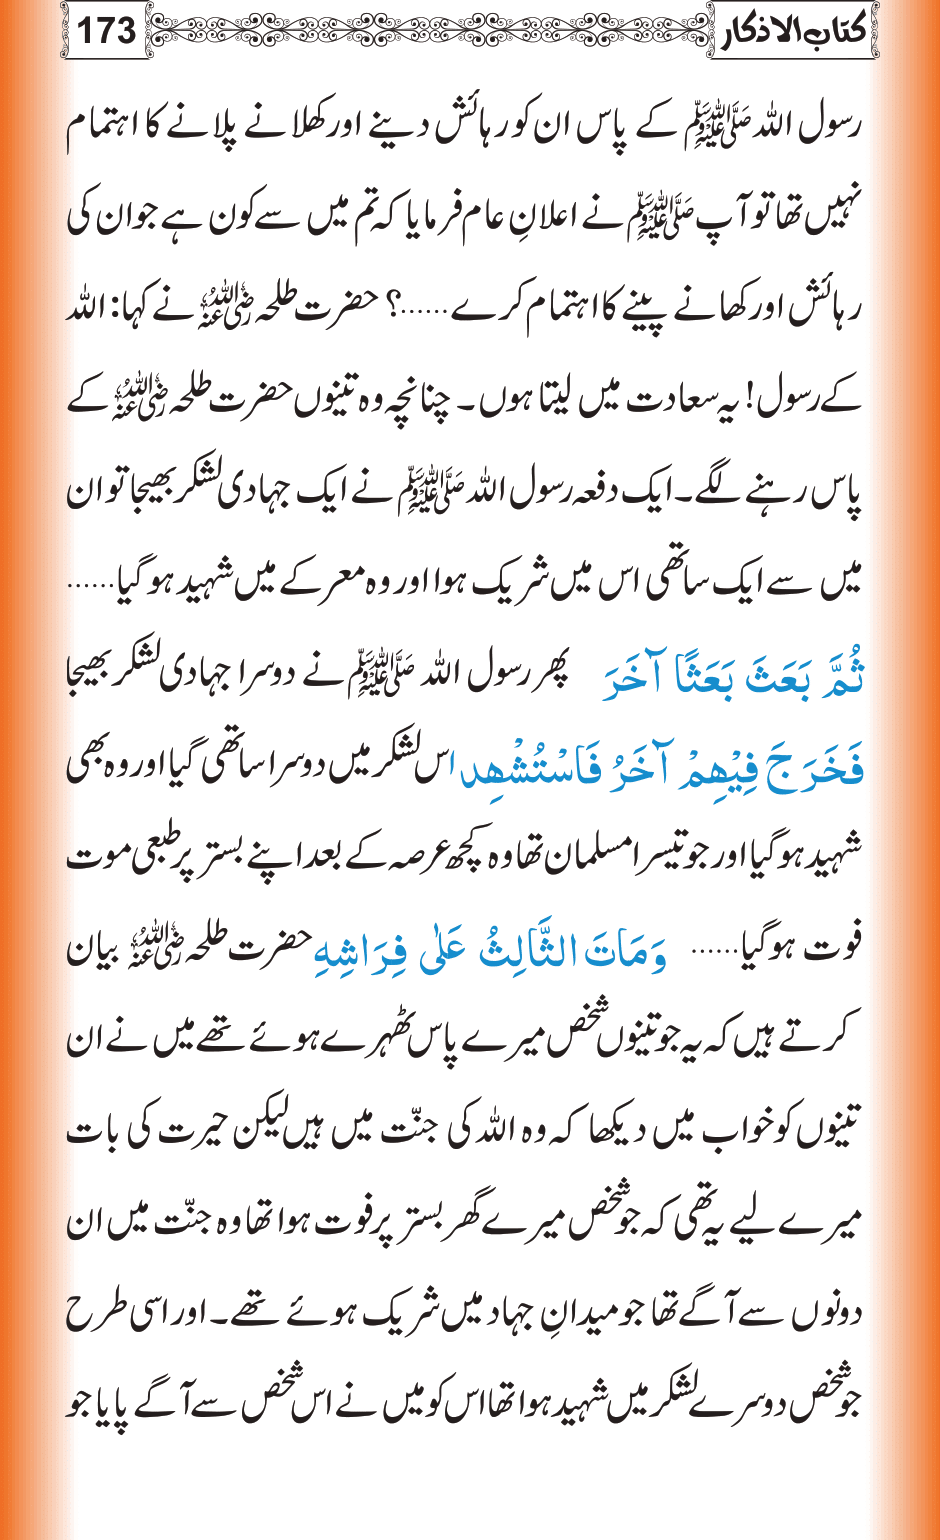 کتاب الاذکار 173
رسول اللہ ﷺ کے پاس ان کو رہائش دینے اور کھلانے پلانے کا اہتمام
نہیں تھا تو آپ ﷺ نے اعلانِ عام فرمایا کہ تم میں سے کون ہے جو ان کی
رہائش اور کھانے پینے کا اہتمام کرے......؟ حضرت طلحہ رضی اللہ عنہ نے کہا: اللہ
کے رسول! یہ سعادت میں لیتا ہوں۔ چنانچہ وہ تینوں حضرت طلحہ رضی اللہ عنہ کے
پاس رہنے لگے۔ ایک دفعہ رسول اللہ ﷺ نے ایک جہادی لشکر بھیجا تو ان
میں سے ایک ساتھی اس میں شریک ہوا اور وہ معرکے میں شہید ہو گیا......
ثُمَّ بَعَثَ بَعَثًا آخَرَ پھر رسول اللہ ﷺ نے دوسرا جہادی لشکر بھیجا
فَخَرَجَ فِيْهِمْ آخَرُ فَاسْتُشْهِد اس لشکر میں دوسرا ساتھی گیا اور وہ بھی
شہید ہو گیا اور جو تیسرا مسلمان تھا وہ کچھ عرصہ کے بعد اپنے بستر پر طبعی موت
فوت ہو گیا...... وَمَاتَ الثَّالِثُ عَلٰى فِرَاشِهِ حضرت طلحہ رضی اللہ عنہ بیان
کرتے ہیں کہ یہ جو تینوں شخص میرے پاس ٹھہرے ہوئے تھے میں نے ان
تینوں کو خواب میں دیکھا کہ وہ اللہ کی جنّت میں ہیں لیکن حیرت کی بات
میرے لیے یہ تھی کہ جو شخص میرے گھر بستر پر فوت ہوا تھا وہ جنّت میں ان
دونوں سے آگے تھا جو میدانِ جہاد میں شریک ہوئے تھے۔ اور اسی طرح
جو شخص دوسرے لشکر میں شہید ہوا تھا اس کو میں نے اس شخص سے آگے پایا جو